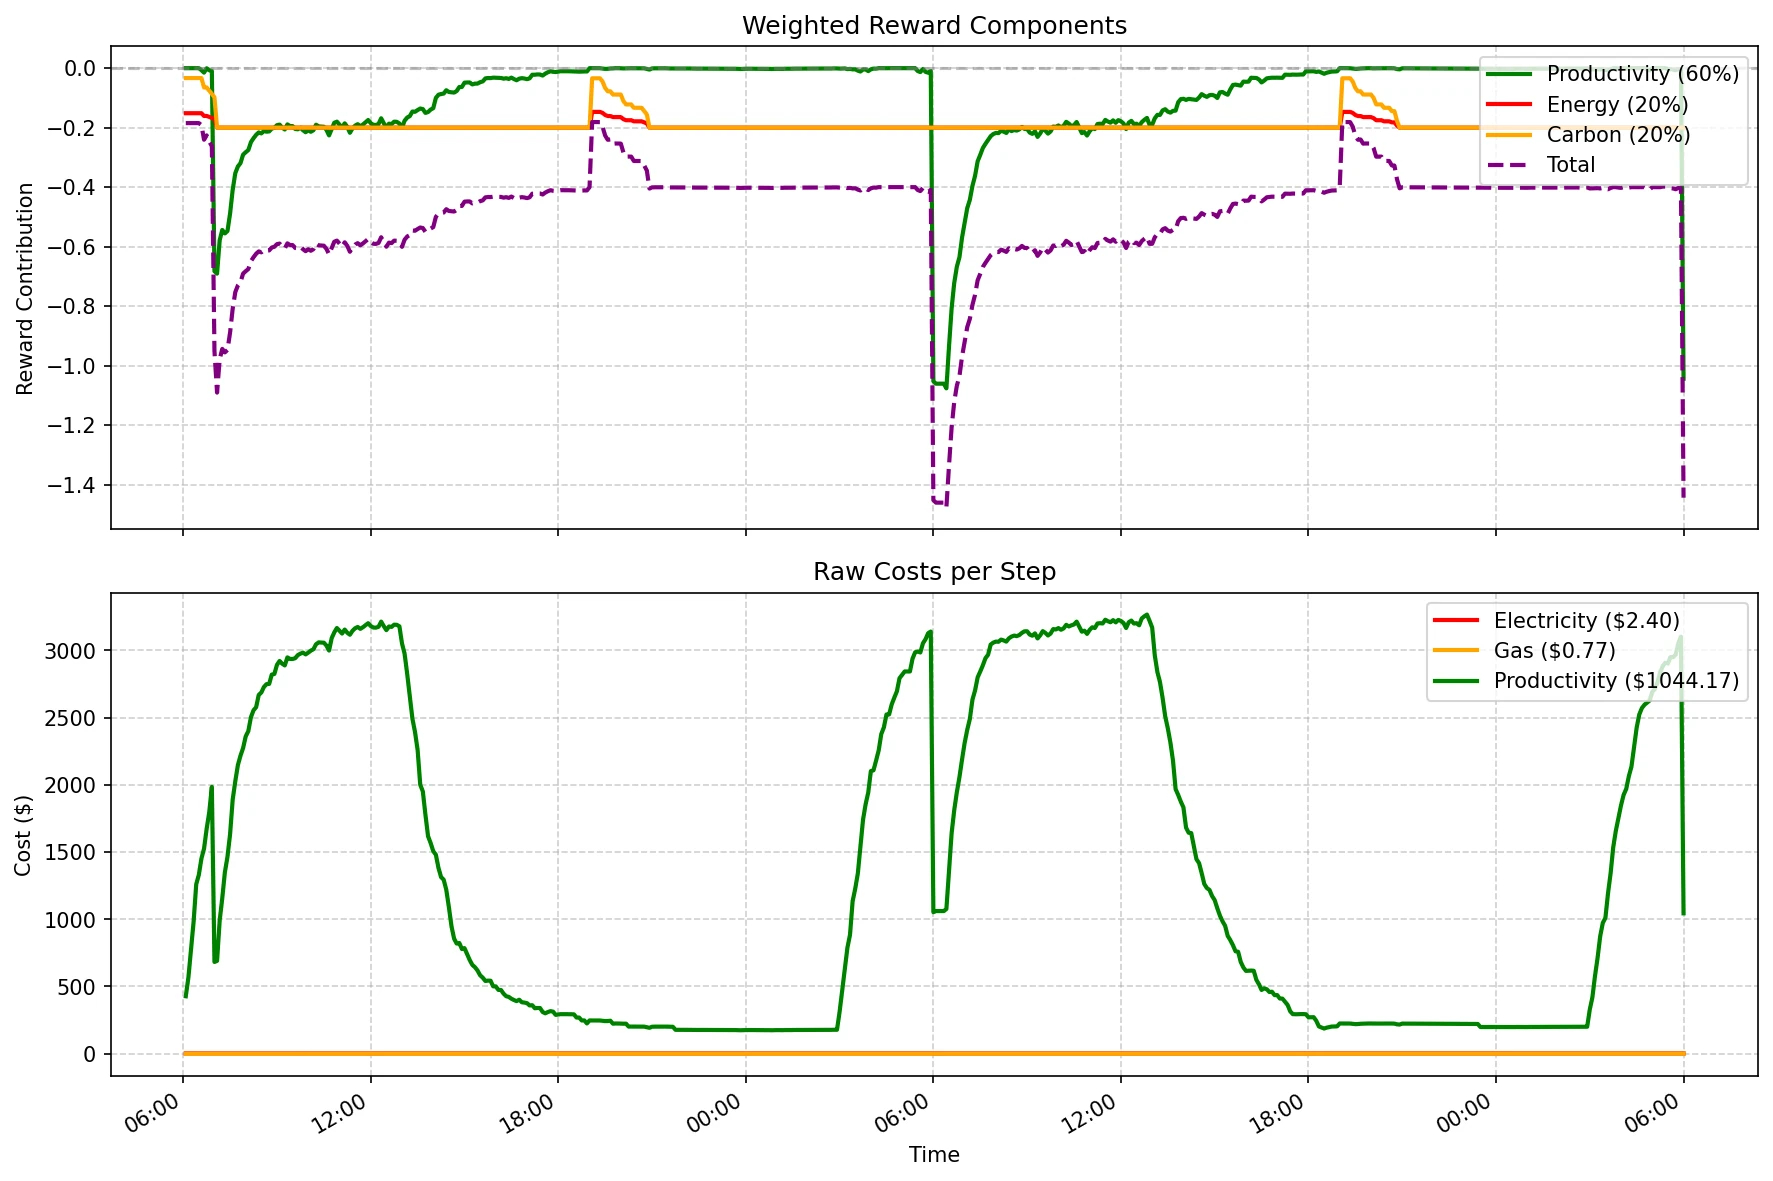 Weighted Reward Components
Reward Contribution
0.0
−0.2
−0.4
−0.6
−0.8
−1.0
−1.2
−1.4
Productivity (60%)
Energy (20%)
Carbon (20%)
Total
Raw Costs per Step
Cost ($)
3000
2500
2000
1500
1000
500
0
Electricity ($2.40)
Gas ($0.77)
Productivity ($1044.17)
06:00
12:00
18:00
00:00
06:00
12:00
18:00
00:00
06:00
Time